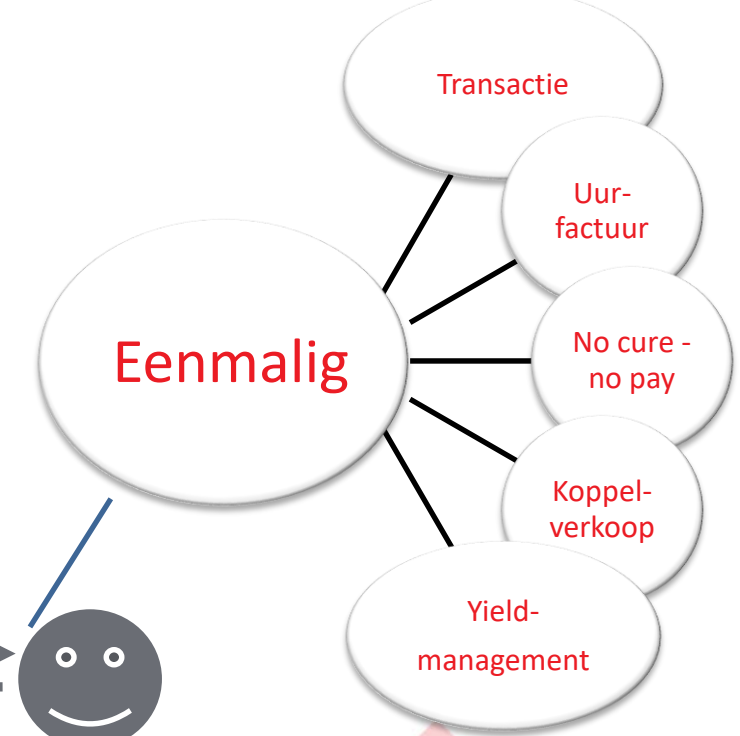 Transactie
Uur-
factuur
Eenmalig
No cure -
no pay
Koppel-
verkoop
Yield-
management